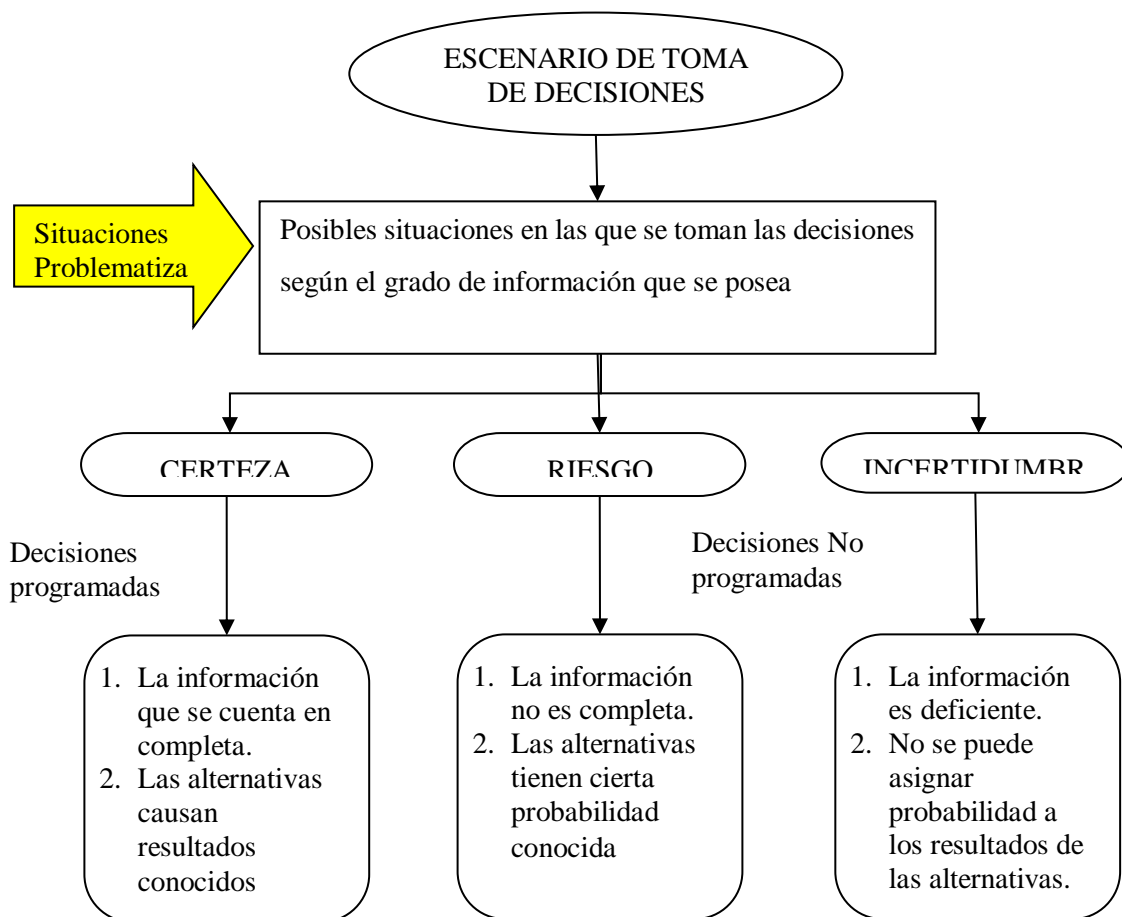 ESCENARIO DE TOMA
DE DECISIONES
Situaciones
Problematiza
Posibles situaciones en las que se toman las decisiones
según el grado de información que se posea
CERTEZA
RIESGO
INCERTIDUMBR
Decisiones
programadas
Decisiones No
programadas
1. La información
que se cuenta en
completa.
2. Las alternativas
causan
resultados
conocidos
1. La información
no es completa.
2. Las alternativas
tienen cierta
probabilidad
conocida
1. La información
es deficiente.
2. No se puede
asignar
probabilidad a
los resultados de
las alternativas.